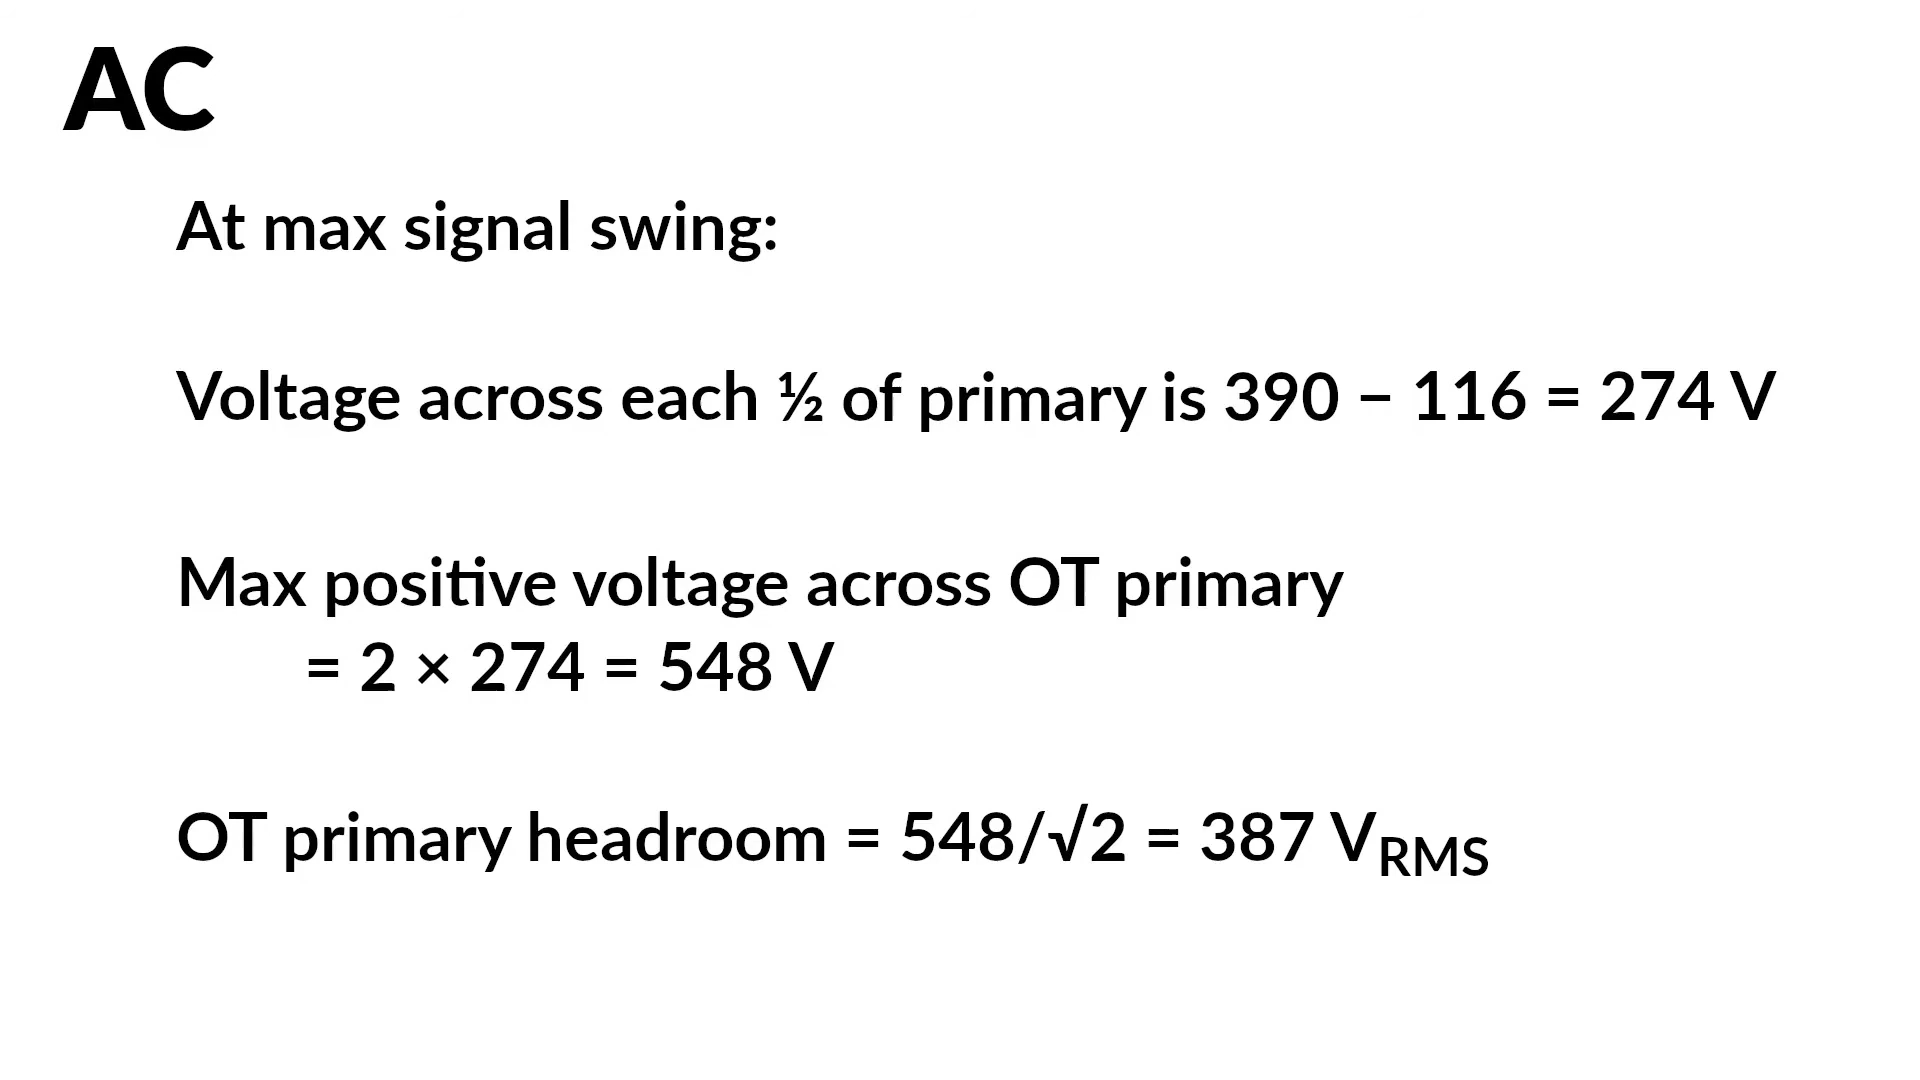 AC
At max signal swing:
Voltage across each ½ of primary is 390 − 116 = 274 V
Max positive voltage across OT primary
= 2 × 274 = 548 V
OT primary headroom = 548/√2 = 387 VRMS